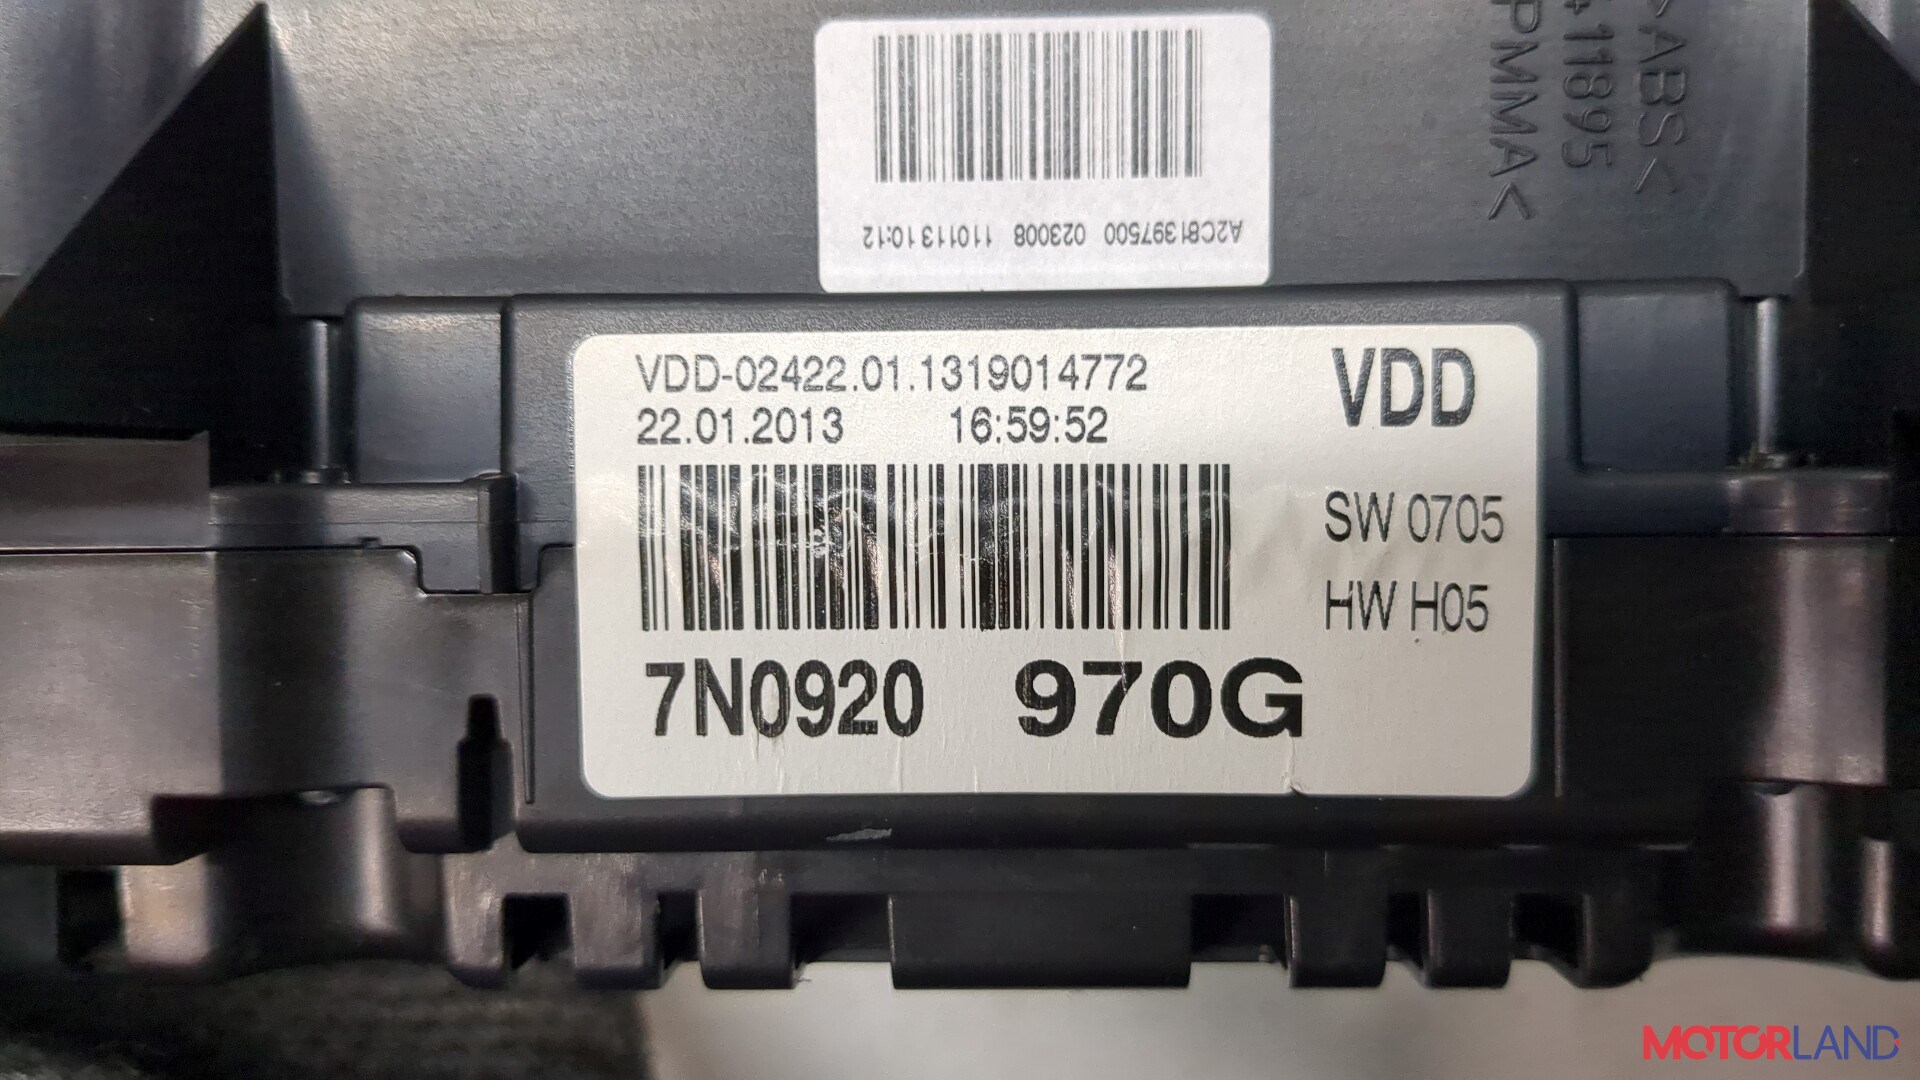 A2C81397500 023008 110113 10:12
>ABS<
411895
>PMMA<
VDD-02422.01.1319014772
22.01.2013 16:59:52
VDD
SW 0705
HW H05
7N0920 970G
MOTORLAND